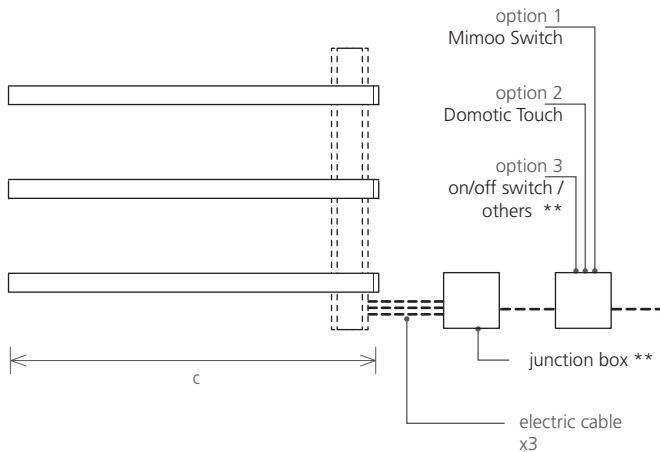 option 1
Mimoo Switch
option 2
Domotic Touch
option 3
on/off switch /
others **
junction box **
c
electric cable
x3